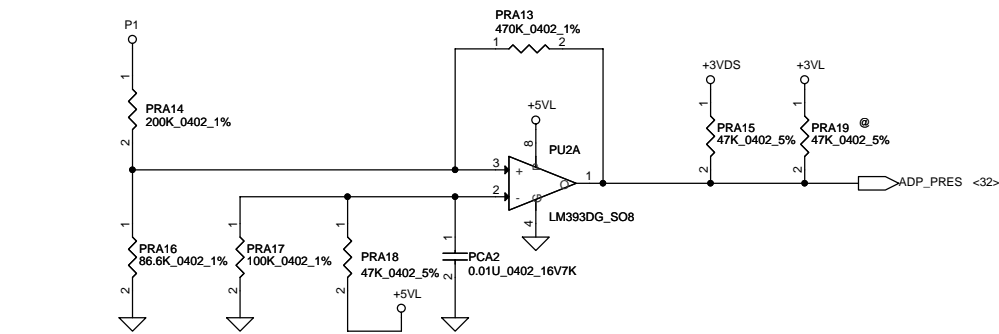 PRA13
470K_0402_1%
P1
1
2
+3VDS
+3VL
1
PRA14
200K_0402_1%
2
+5VL
8
PU2A
1
PRA15
47K_0402_5%
2
1
@
PRA19
47K_0402_5%
2
3
+
P
1
O
2
-
G
LM393DG_SO8
4
ADP_PRES <32>
1
PRA16
86.6K_0402_1%
2
1
PRA17
100K_0402_1%
2
1
PRA18
47K_0402_5%
2
+5VL
1
PCA2
0.01U_0402_16V7K
2